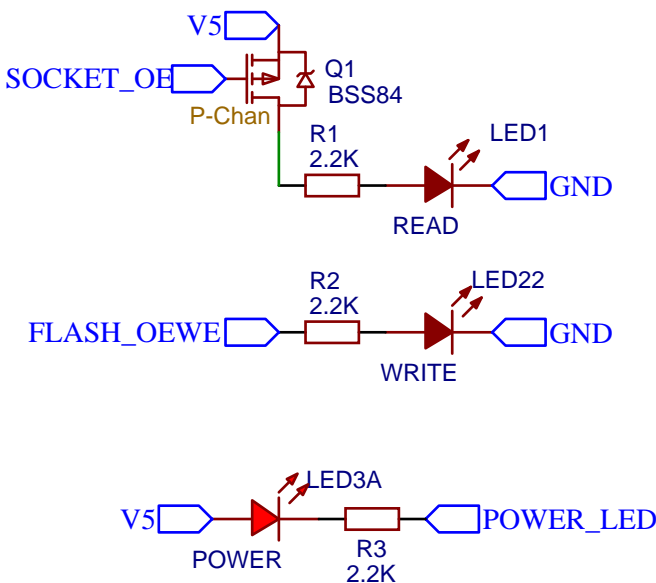 V5
SOCKET_OE
Q1
BSS84
P-Chan
R1
2.2K
LED1
GND
READ
R2
2.2K
LED22
FLASH_OEWE
GND
WRITE
LED3A
V5
POWER_LED
POWER
R3
2.2K